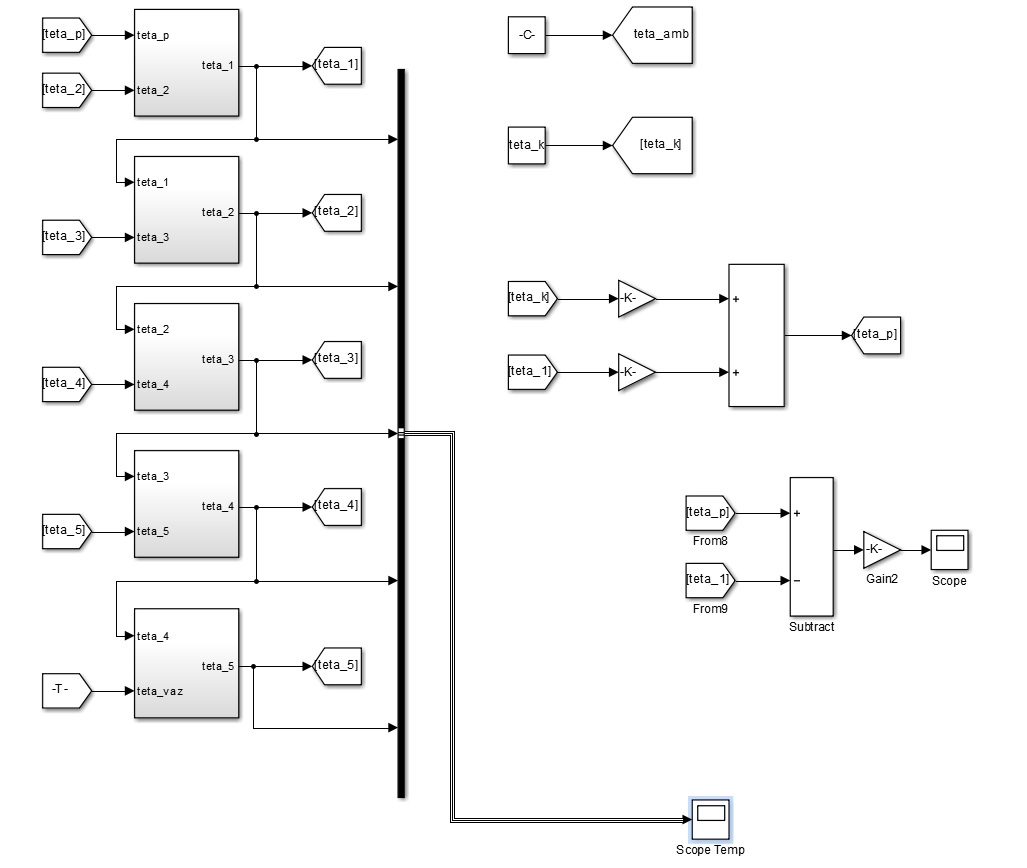 [teta_p]
teta_p
teta_1
[teta_1]
[teta_2]
teta_2
teta_1
teta_2
[teta_2]
[teta_3]
teta_3
teta_2
teta_3
[teta_3]
[teta_4]
teta_4
teta_3
teta_4
[teta_4]
[teta_5]
teta_5
teta_4
teta_5
[teta_5]
-T-
teta_vaz
-C-
teta_amb
teta_k
[teta_k]
[teta_k]
-K-
+
[teta_p]
[teta_1]
-K-
+
[teta_p]
+
From8
-K-
[teta_1]
−
From9
Gain2
Scope
Subtract
Scope Temp